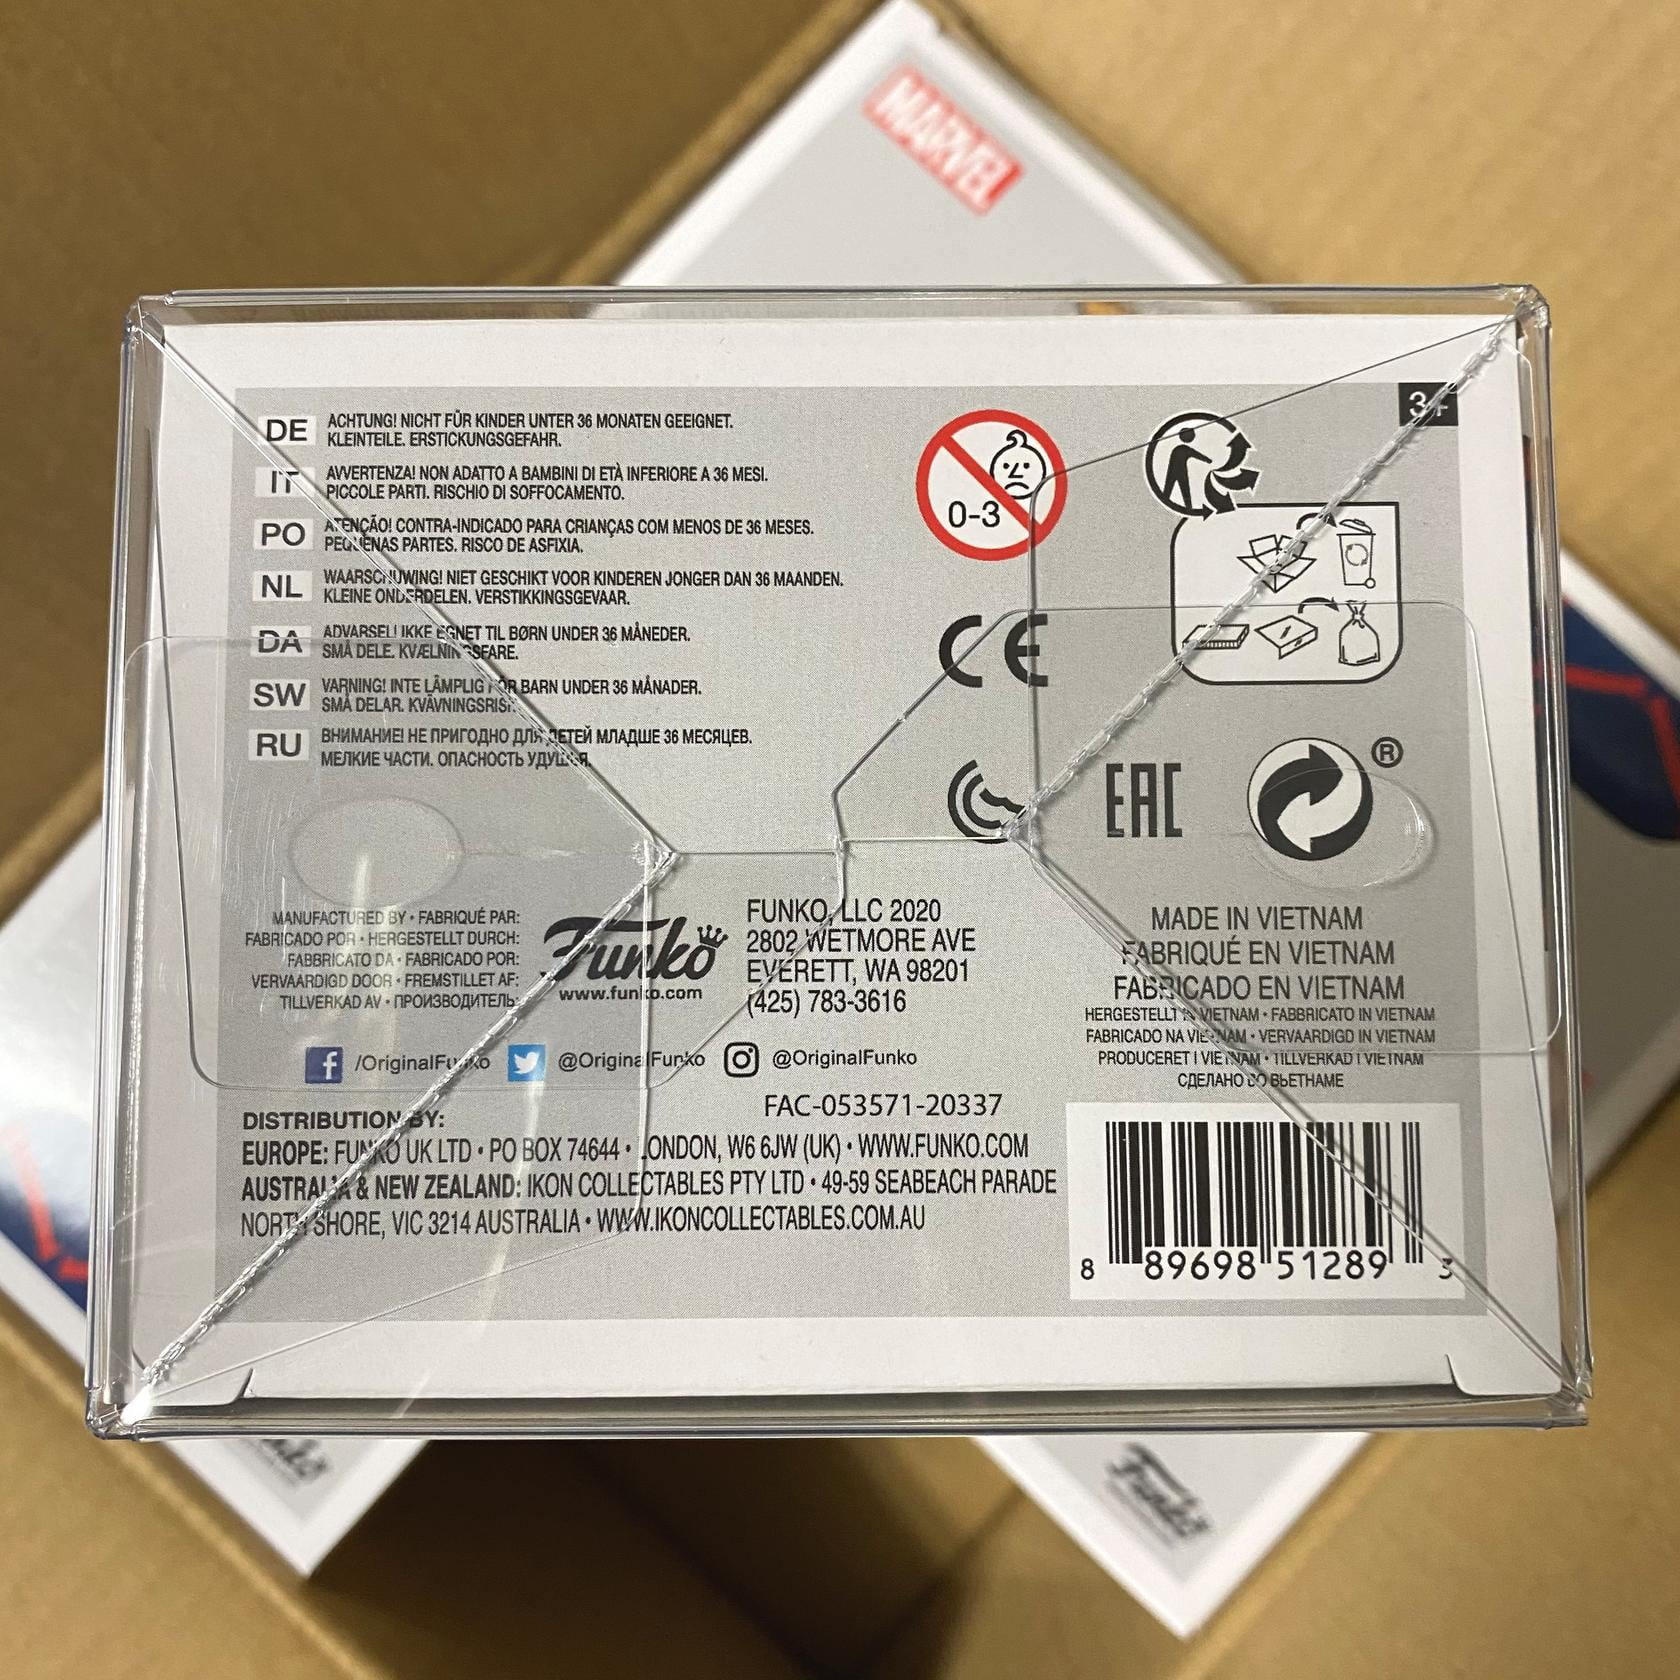 MARVEL
3+
DE ACHTUNG! NICHT FÜR KINDER UNTER 36 MONATEN GEEIGNET.
KLEINTEILE. ERSTICKUNGSGEFAHR.
IT AVVERTENZA! NON ADATTO A BAMBINI DI ETÀ INFERIORE A 36 MESI.
PICCOLE PARTI. RISCHIO DI SOFFOCAMENTO.
PO ATENÇÃO! CONTRA-INDICADO PARA CRIANÇAS COM MENOS DE 36 MESES.
PEQUENAS PARTES. RISCO DE ASFIXIA.
NL WAARSCHUWING! NIET GESCHIKT VOOR KINDEREN JONGER DAN 36 MAANDEN.
KLEINE ONDERDELEN. VERSTIKKINGSGEVAAR.
DA ADVARSEL! IKKE EGNET TIL BØRN UNDER 36 MÅNEDER.
SMÅ DELE. KVÆLNINGSFARE.
SW VARNING! INTE LÄMPLIG FÖR BARN UNDER 36 MÅNADER.
SMÅ DELAR. KVÄVNINGSRISK.
RU ВНИМАНИЕ! НЕ ПРИГОДНО ДЛЯ ДЕТЕЙ МЛАДШЕ 36 МЕСЯЦЕВ.
МЕЛКИЕ ЧАСТИ. ОПАСНОСТЬ УДУШЬЯ.
0-3
CE
EAC
®
MANUFACTURED BY • FABRIQUÉ PAR:
FABRICADO POR • HERGESTELLT DURCH:
FABBRICATO DA • FABRICADO POR:
VERVAARDIGD DOOR • FREMSTILLET AF:
TILLVERKAD AV • ПРОИЗВОДИТЕЛЬ:
Funko
www.funko.com
FUNKO, LLC 2020
2802 WETMORE AVE
EVERETT, WA 98201
(425) 783-3616
MADE IN VIETNAM
FABRIQUÉ EN VIETNAM
FABRICADO EN VIETNAM
HERGESTELLT IN VIETNAM • FABBRICATO IN VIETNAM
FABRICADO NA VIETNAM • VERVAARDIGD IN VIETNAM
PRODUCERET I VIETNAM • TILLVERKAD I VIETNAM
СДЕЛАНО ВО ВЬЕТНАМЕ
/OriginalFunko @OriginalFunko @OriginalFunko
FAC-053571-20337
DISTRIBUTION BY:
EUROPE: FUNKO UK LTD • PO BOX 74644 • LONDON, W6 6JW (UK) • WWW.FUNKO.COM
AUSTRALIA & NEW ZEALAND: IKON COLLECTABLES PTY LTD • 49-59 SEABEACH PARADE
NORTH SHORE, VIC 3214 AUSTRALIA • WWW.IKONCOLLECTABLES.COM.AU
8 89698 51289 3
Funko
Funko